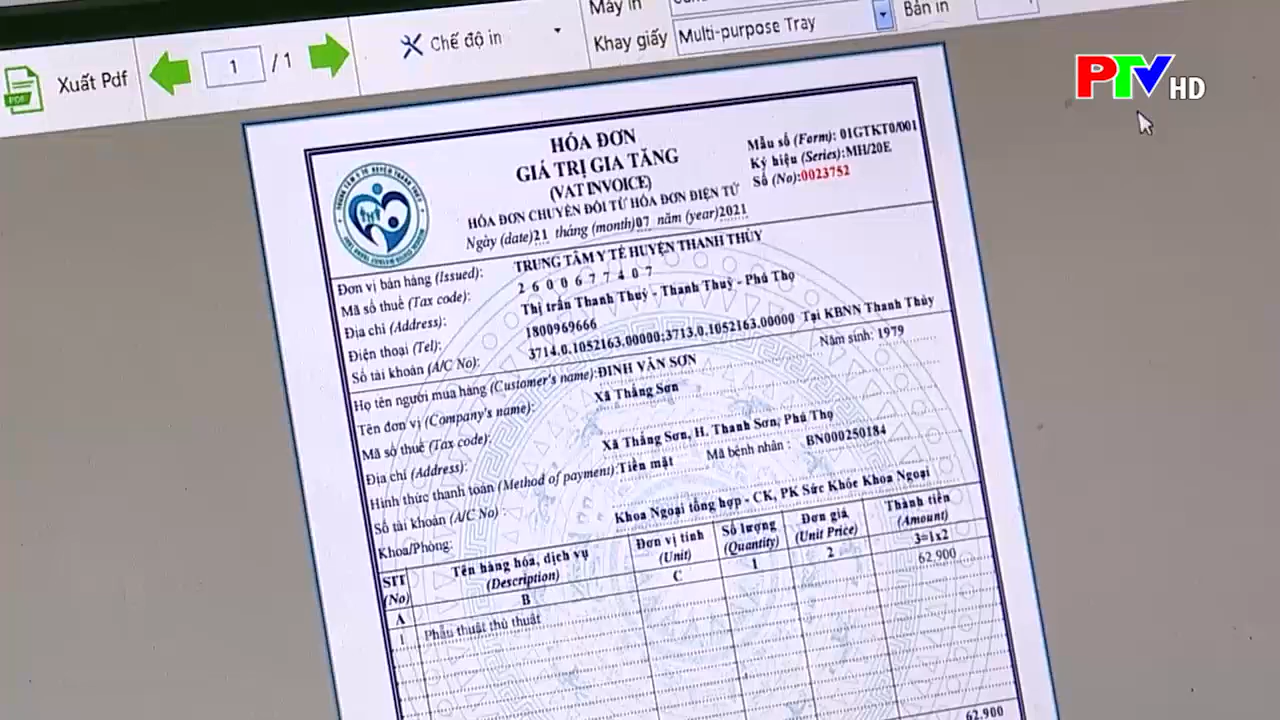 Máy in
Bản in
Khay giấy Multi-purpose Tray
Chế độ in
Xuất Pdf
1 / 1
PTV HD
HÓA ĐƠN
GIÁ TRỊ GIA TĂNG
(VAT INVOICE)
HÓA ĐƠN CHUYỂN ĐỔI TỪ HÓA ĐƠN ĐIỆN TỬ
Ngày (date)21 tháng (month)07 năm (year)2021
Mẫu số (Form): 01GTKT0/001
Ký hiệu (Series):MH/20E
Số (No):0023752
Đơn vị bán hàng (Issued): TRUNG TÂM Y TẾ HUYỆN THANH THỦY
Mã số thuế (Tax code): 2 6 0 0 6 7 7 4 0 7
Địa chỉ (Address): Thị trấn Thanh Thuỷ - Thanh Thuỷ - Phú Thọ
Điện thoại (Tel): 1800969666
Số tài khoản (A/C No): 3714.0.1052163.00000;3713.0.1052163.00000 Tại KBNN Thanh Thủy
Họ tên người mua hàng (Customer's name):ĐINH VĂN SƠN Năm sinh: 1979
Tên đơn vị (Company's name): Xã Thắng Sơn
Mã số thuế (Tax code):
Địa chỉ (Address): Xã Thắng Sơn, H. Thanh Sơn, Phú Thọ
Hình thức thanh toán (Method of payment):Tiền mặt Mã bệnh nhân : BN000250184
Số tài khoản (A/C No) :
Khoa/Phòng: Khoa Ngoại tổng hợp - CK, PK Sức Khỏe Khoa Ngoại
STT (No) Tên hàng hóa, dịch vụ (Description) Đơn vị tính (Unit) Số lượng (Quantity) Đơn giá (Unit Price) Thành tiền (Amount)
A B C 1 2 3=1x2
1 Phẫu thuật thủ thuật 62.900
62.900